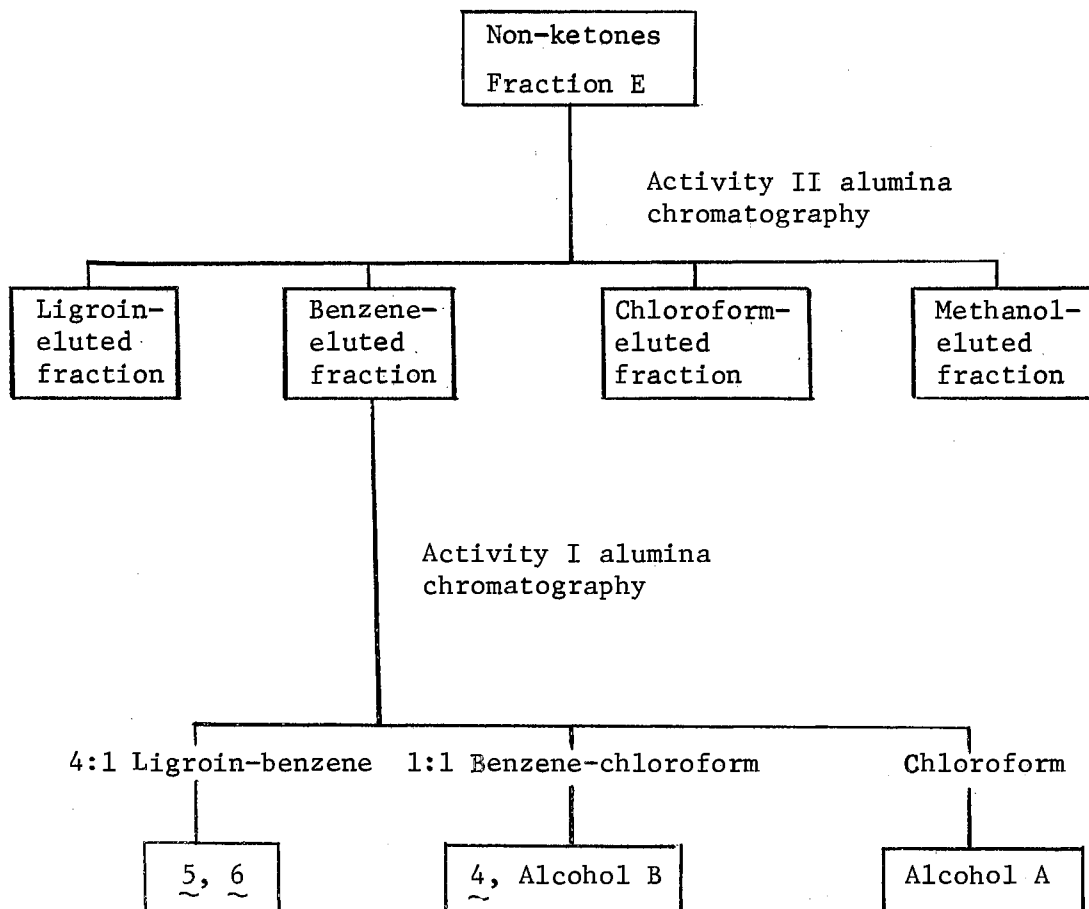 Non-ketones
Fraction E
Activity II alumina
chromatography
Ligroin-
eluted
fraction
Benzene-
eluted
fraction
Chloroform-
eluted
fraction
Methanol-
eluted
fraction
Activity I alumina
chromatography
4:1 Ligroin-benzene
1:1 Benzene-chloroform
Chloroform
5, 6
4, Alcohol B
Alcohol A